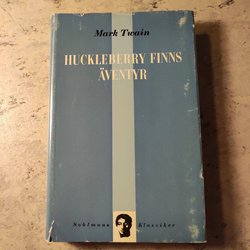 Mark Twain
HUCKLEBERRY FINNS
ÄVENTYR
Sohlmans Klassiker